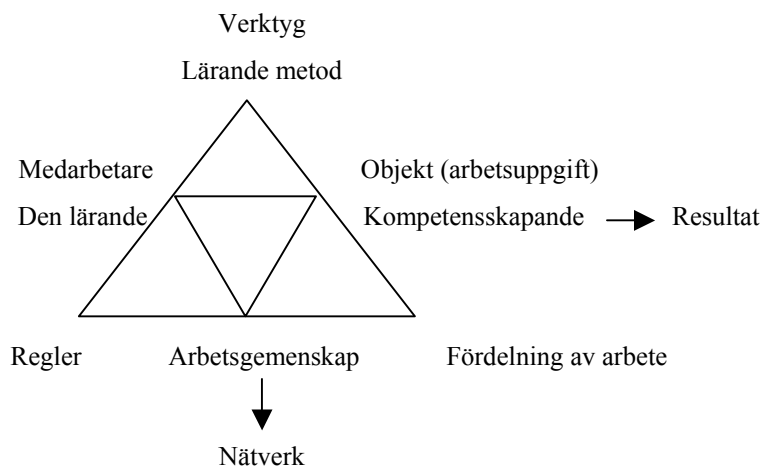 Verktyg
Lärande metod
Medarbetare
Objekt (arbetsuppgift)
Den lärande
Kompetensskapande
Resultat
Regler
Arbetsgemenskap
Fördelning av arbete
Nätverk